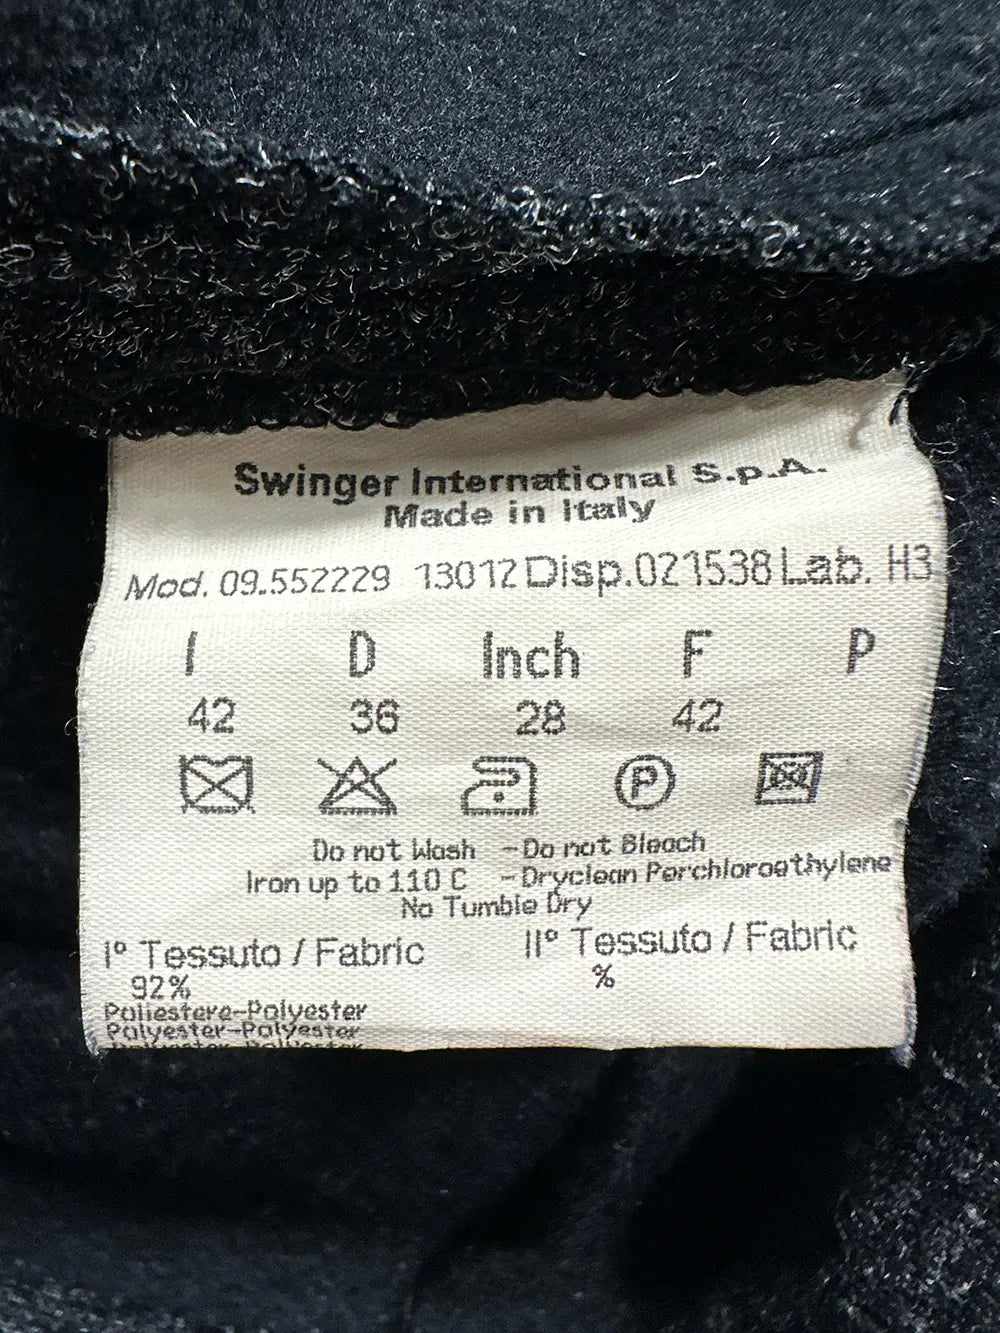 Swinger International S.p.A.
Made in Italy
Mod. 09.552229 13012 Disp.021538 Lab. H3
I D Inch F P
42 36 28 42
P
Do not Wash - Do not Bleach
Iron up to 110 C - Dryclean Perchloroethylene
No Tumble Dry
I° Tessuto / Fabric II° Tessuto / Fabric
92% %
Poliestere-Polyester
Polyester-Polyester